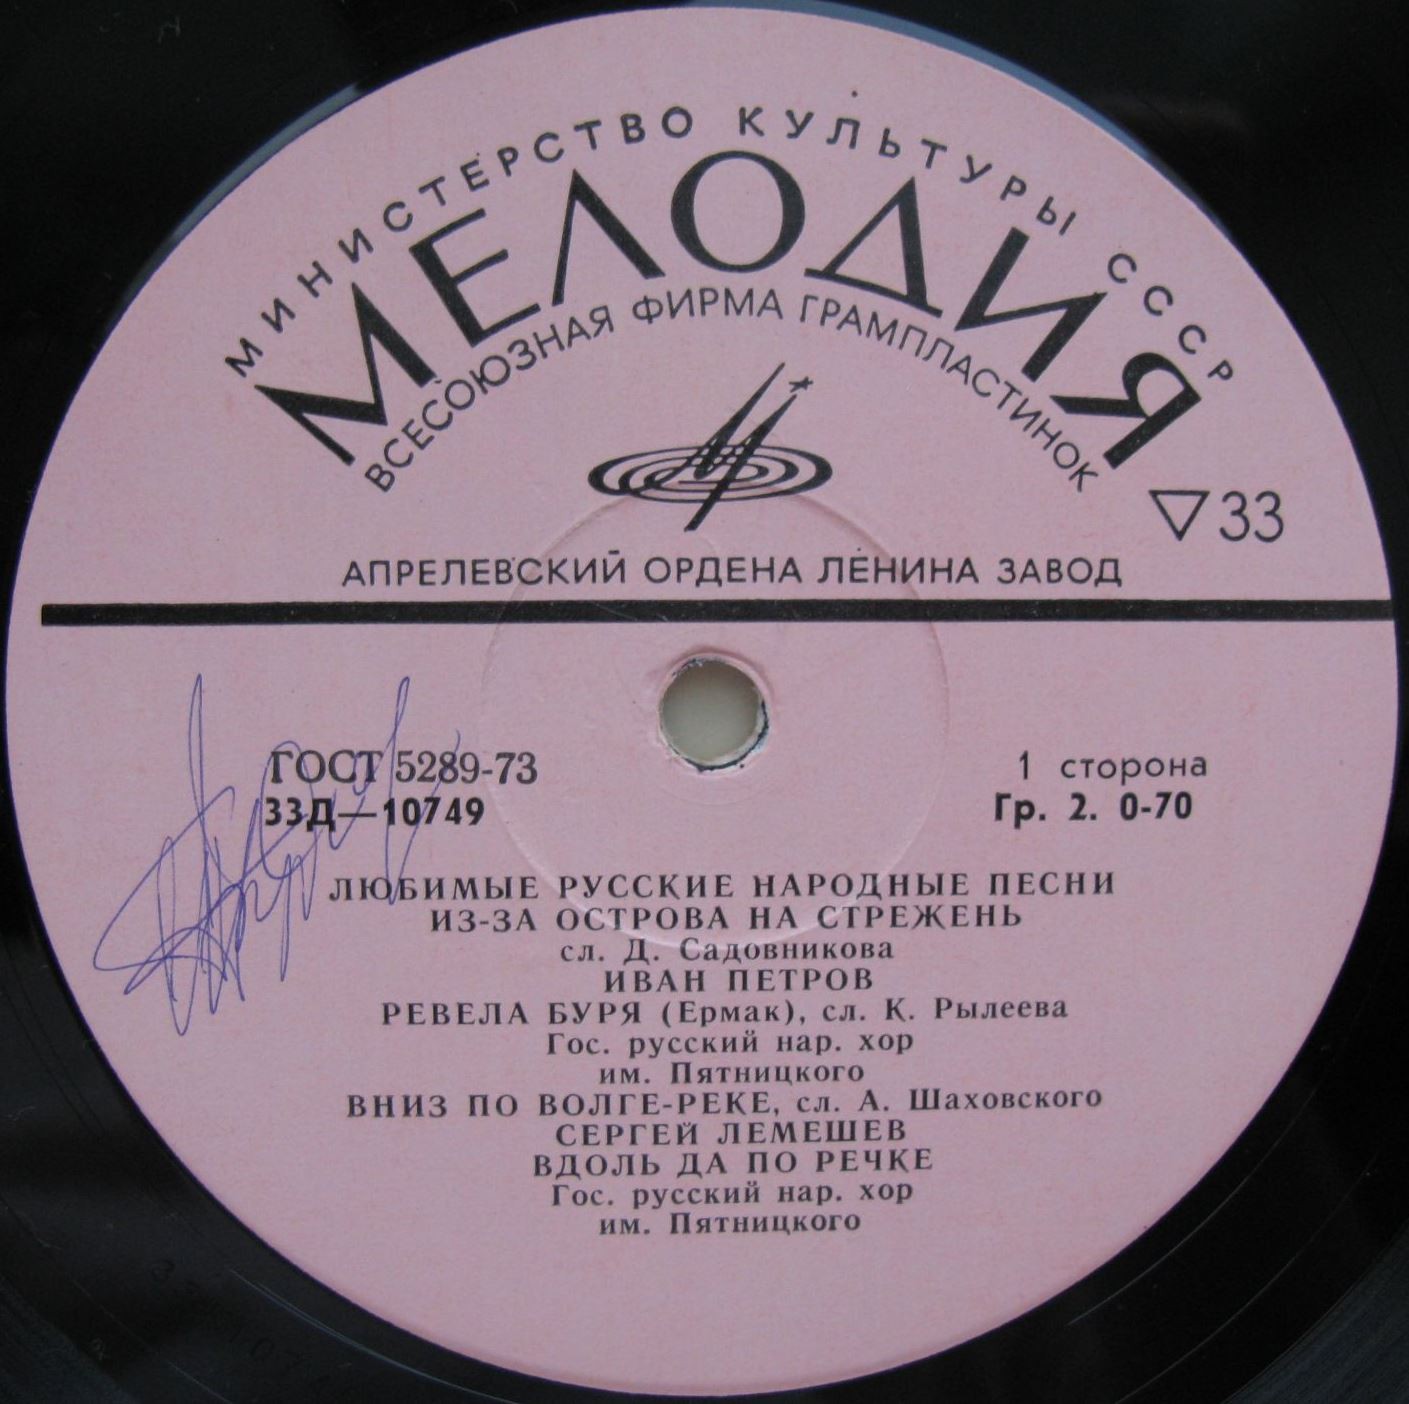 МИНИСТЕРСТВО КУЛЬТУРЫ СССР
МЕЛОДИЯ
ВСЕСОЮЗНАЯ ФИРМА ГРАМПЛАСТИНОК
33
АПРЕЛЕВСКИЙ ОРДЕНА ЛЕНИНА ЗАВОД
ГОСТ 5289-73
33Д—10749
1 сторона
Гр. 2. 0-70
ЛЮБИМЫЕ РУССКИЕ НАРОДНЫЕ ПЕСНИ
ИЗ-ЗА ОСТРОВА НА СТРЕЖЕНЬ
сл. Д. Садовникова
ИВАН ПЕТРОВ
РЕВЕЛА БУРЯ (Ермак), сл. К. Рылеева
Гос. русский нар. хор
им. Пятницкого
ВНИЗ ПО ВОЛГЕ-РЕКЕ, сл. А. Шаховского
СЕРГЕЙ ЛЕМЕШЕВ
ВДОЛЬ ДА ПО РЕЧКЕ
Гос. русский нар. хор
им. Пятницкого